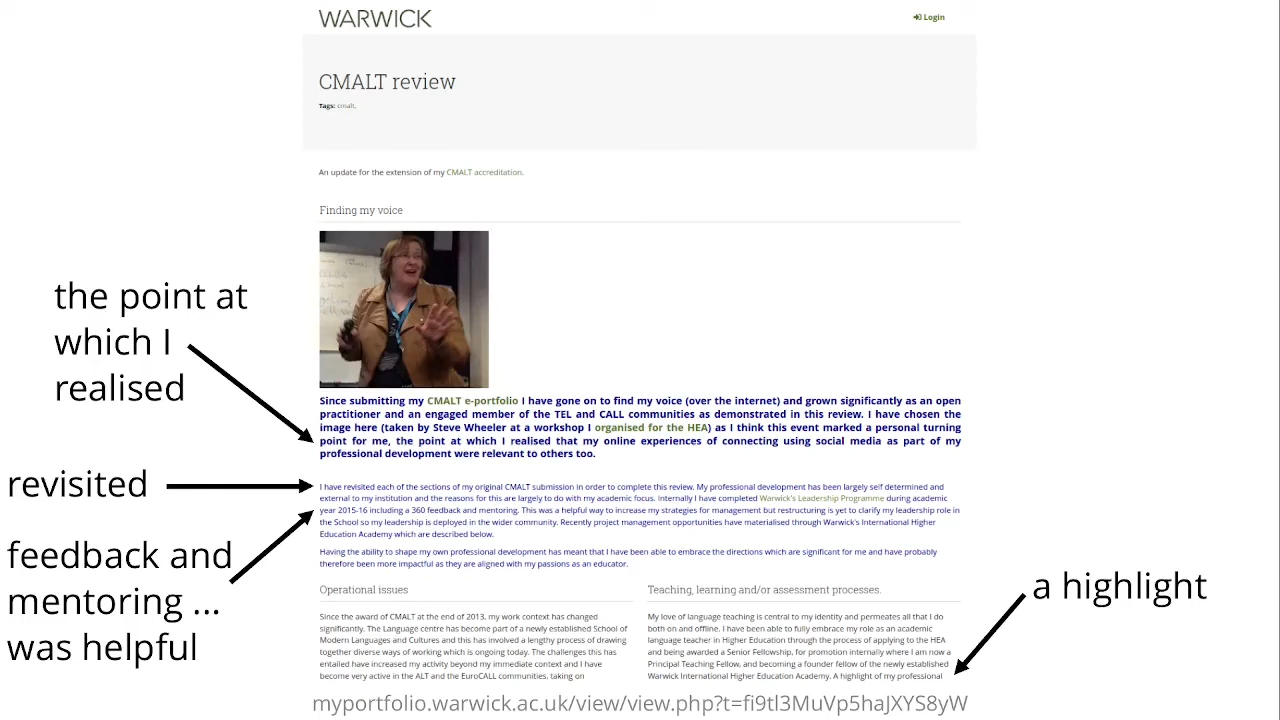 WARWICK
Login
CMALT review
Tags: cmalt.
An update for the extension of my CMALT accreditation.
Finding my voice
the point at
which I
realised
Since submitting my CMALT e-portfolio I have gone on to find my voice (over the internet) and grown significantly as an open
practitioner and an engaged member of the TEL and CALL communities as demonstrated in this review. I have chosen the
image here (taken by Steve Wheeler at a workshop I organised for the HEA) as I think this event marked a personal turning
point for me, the point at which I realised that my online experiences of connecting using social media as part of my
professional development were relevant to others too.
revisited
I have revisited each of the sections of my original CMALT submission in order to complete this review. My professional development has been largely self determined and
external to my institution and the reasons for this are largely to do with my academic focus. Internally I have completed Warwick's Leadership Programme during academic
year 2015-16 including a 360 feedback and mentoring. This was a helpful way to increase my strategies for management but restructuring is yet to clarify my leadership role in
the School so my leadership is deployed in the wider community. Recently project management opportunities have materialised through Warwick's International Higher
Education Academy which are described below.
feedback and
mentoring ...
was helpful
Having the ability to shape my own professional development has meant that I have been able to embrace the directions which are significant for me and have probably
therefore been more impactful as they are aligned with my passions as an educator.
Operational issues
Since the award of CMALT at the end of 2013, my work context has changed
significantly. The Language centre has become part of a newly established School of
Modern Languages and Cultures and this has involved a lengthy process of drawing
together diverse ways of working which is ongoing today. The challenges this has
entailed have increased my activity beyond my immediate context and I have
become very active in the ALT and the EuroCALL communities, taking on
Teaching, learning and/or assessment processes.
My love of language teaching is central to my identity and permeates all that I do
both on and offline. I have been able to fully embrace my role as an academic
language teacher in Higher Education through the process of applying to the HEA
and being awarded a Senior Fellowship, for promotion internally where I am now a
Principal Teaching Fellow, and becoming a founder fellow of the newly established
Warwick International Higher Education Academy. A highlight of my professional
a highlight
myportfolio.warwick.ac.uk/view/view.php?t=fi9tl3MuVp5haJXYS8yW